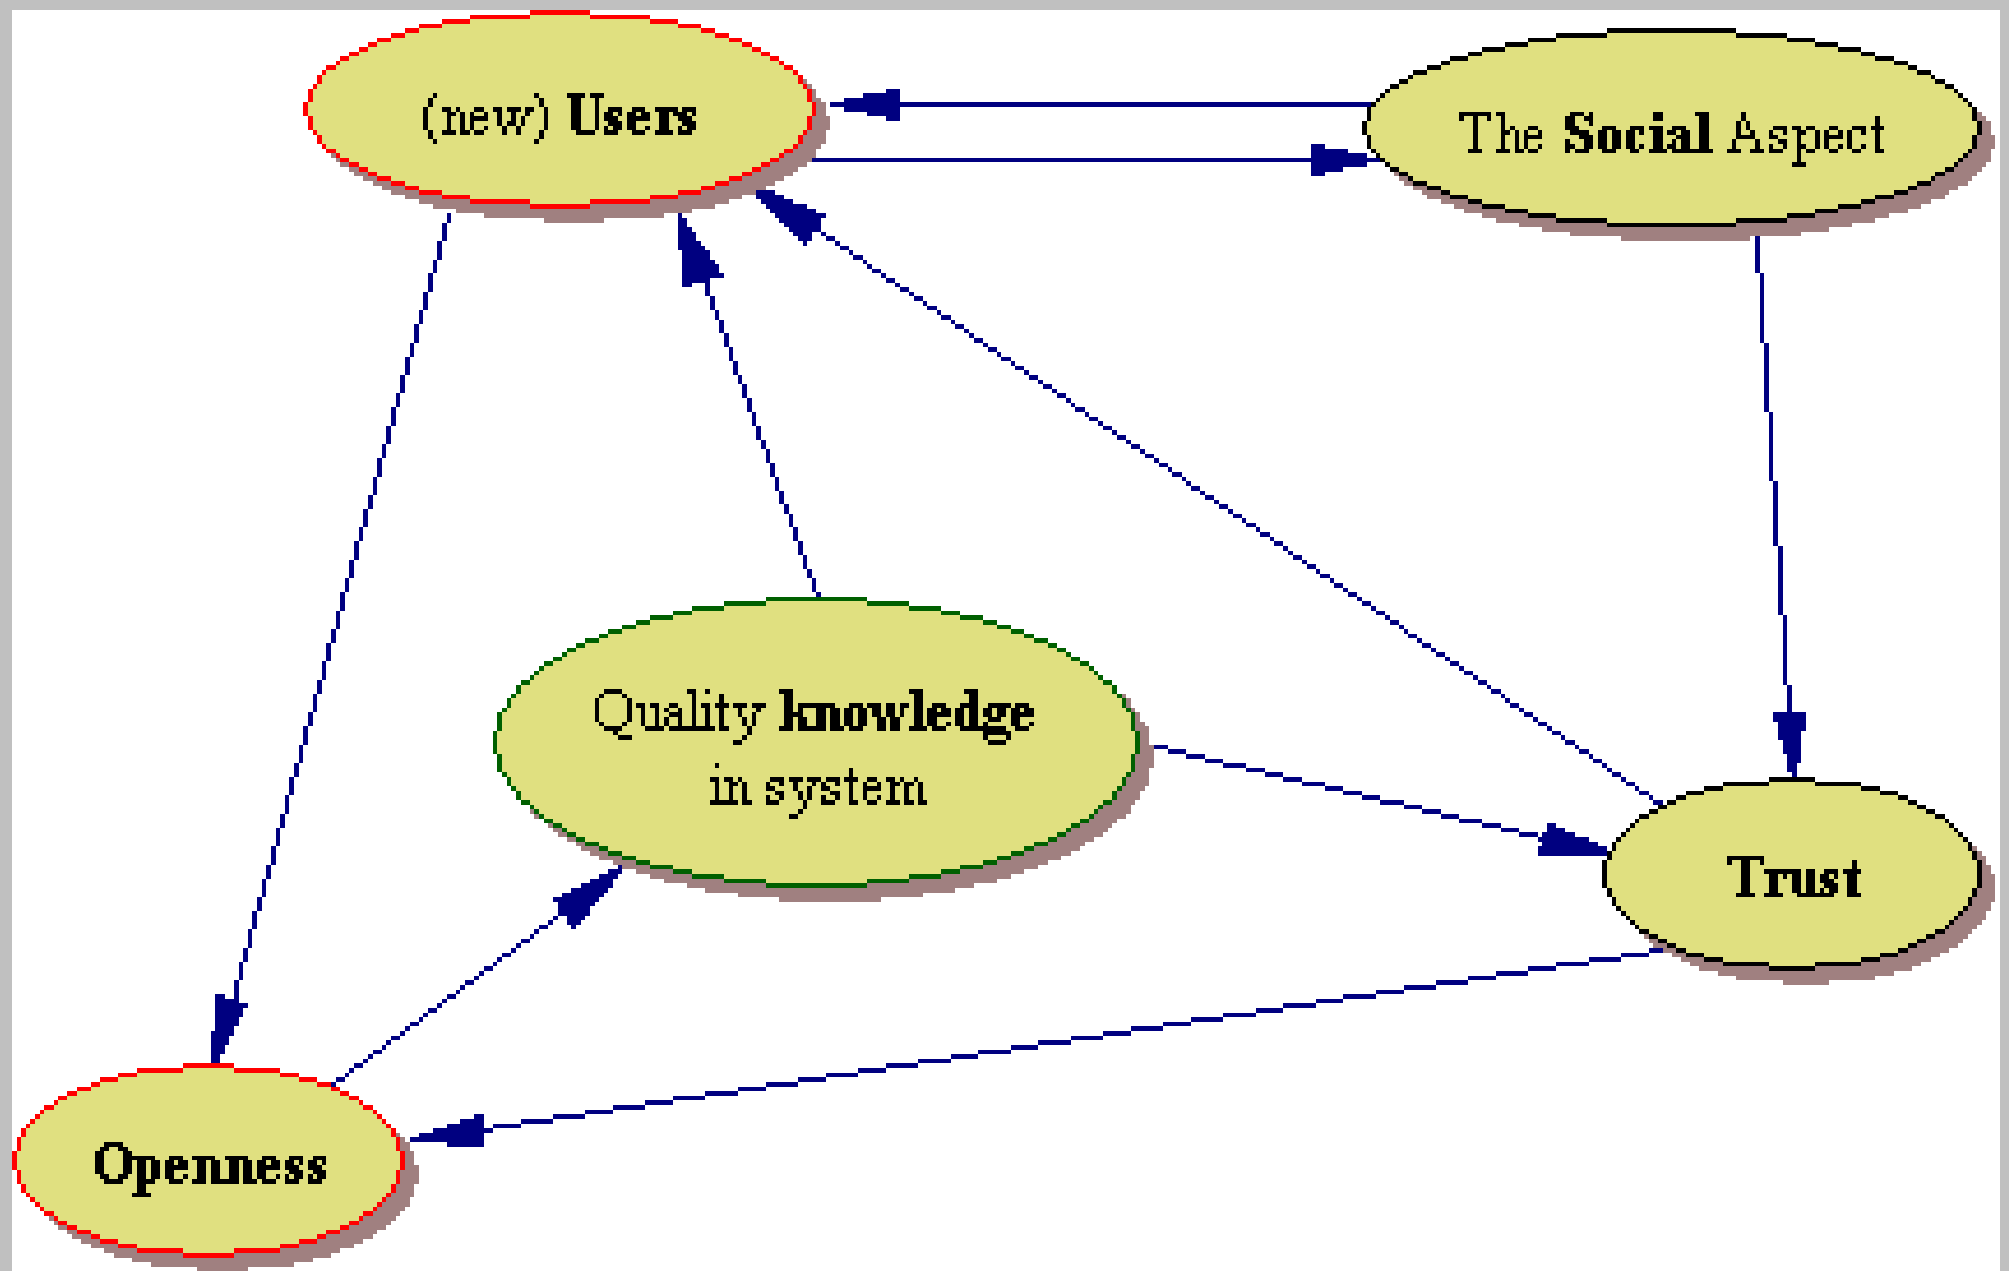 (new) Users
The Social Aspect
Quality knowledge
in system
Trust
Openness